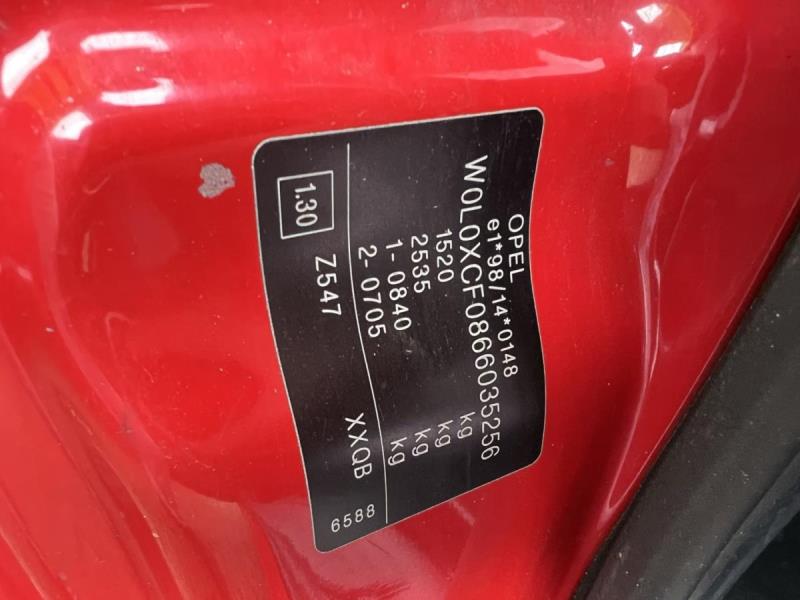 OPEL
e1*98/14*0148
W0L0XCF0866035256
1520 kg
2535 kg
1- 0840 kg
2- 0705 kg
Z547 XXQB
1.30 6588